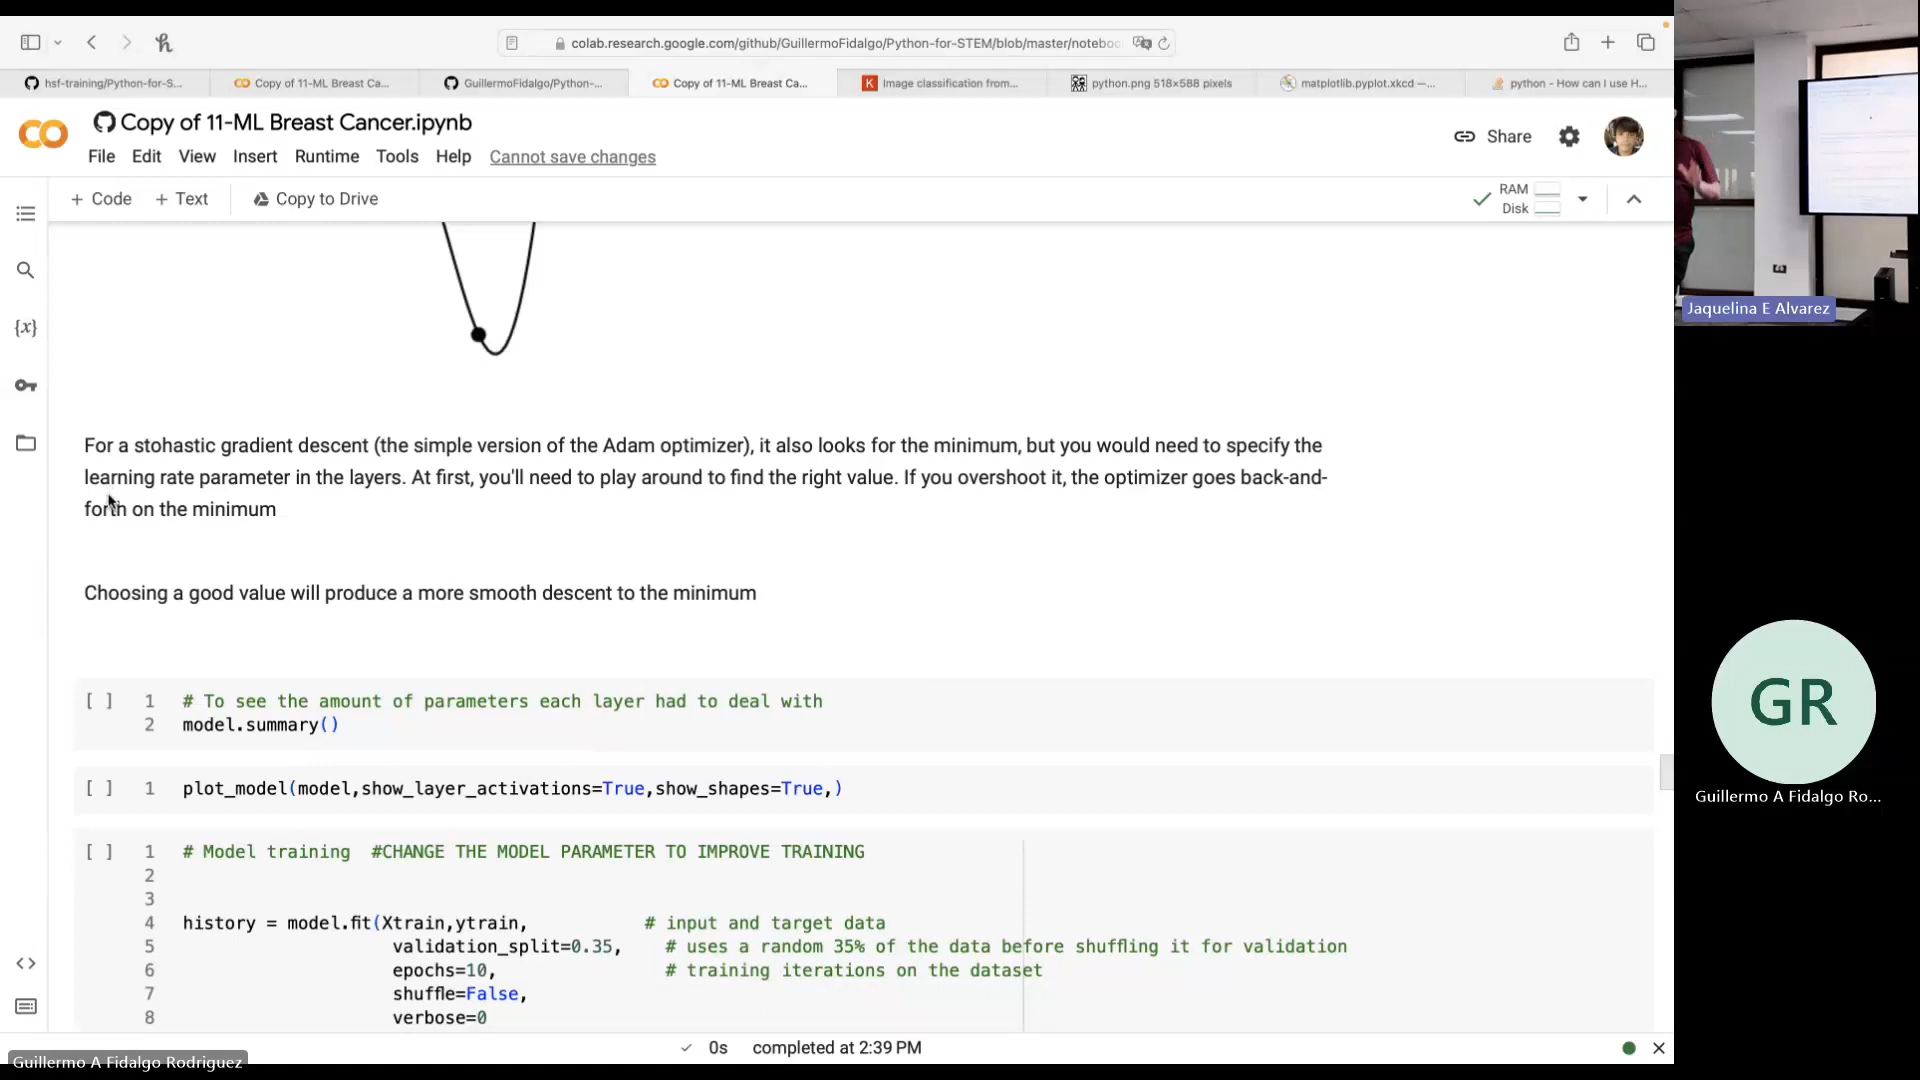 colab.research.google.com/github/GuillermoFidalgo/Python-for-STEM/blob/master/noteboo
hsf-training/Python-for-S...
Copy of 11-ML Breast Ca...
GuillermoFidalgo/Python-...
Copy of 11-ML Breast Ca...
Image classification from...
python.png 518×588 pixels
matplotlib.pyplot.xkcd —...
python - How can I use H...
Copy of 11-ML Breast Cancer.ipynb
Share
File Edit View Insert Runtime Tools Help Cannot save changes
+ Code + Text Copy to Drive
RAM
Disk
For a stohastic gradient descent (the simple version of the Adam optimizer), it also looks for the minimum, but you would need to specify the
learning rate parameter in the layers. At first, you'll need to play around to find the right value. If you overshoot it, the optimizer goes back-and-
forth on the minimum
Choosing a good value will produce a more smooth descent to the minimum
[ ] 1 # To see the amount of parameters each layer had to deal with
2 model.summary()
[ ] 1 plot_model(model,show_layer_activations=True,show_shapes=True,)
[ ] 1 # Model training #CHANGE THE MODEL PARAMETER TO IMPROVE TRAINING
2
3
4 history = model.fit(Xtrain,ytrain, # input and target data
5 validation_split=0.35, # uses a random 35% of the data before shuffling it for validation
6 epochs=10, # training iterations on the dataset
7 shuffle=False,
8 verbose=0
0s completed at 2:39 PM
Guillermo A Fidalgo Rodriguez
Jaquelina E Alvarez
GR
Guillermo A Fidalgo Ro...